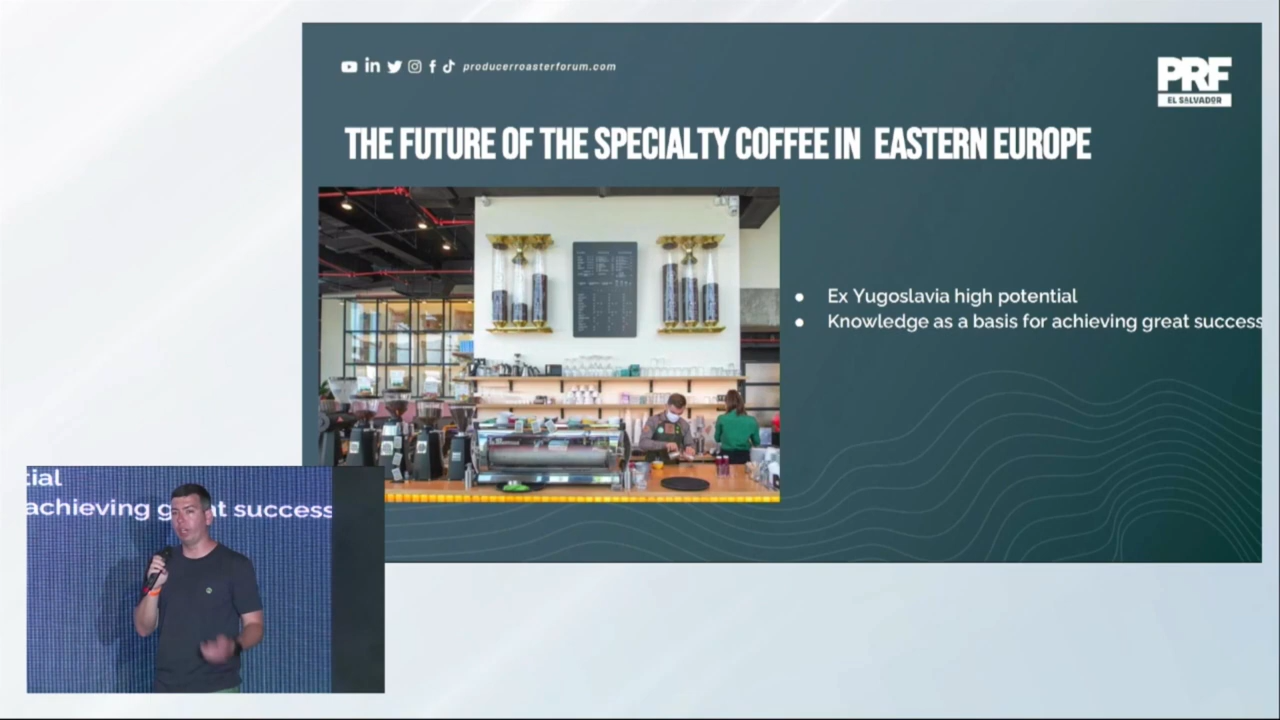 producerroasterforum.com
PRF
EL SALVADOR
THE FUTURE OF THE SPECIALTY COFFEE IN EASTERN EUROPE
● Ex Yugoslavia high potential
● Knowledge as a basis for achieving great success
tial
achieving great success